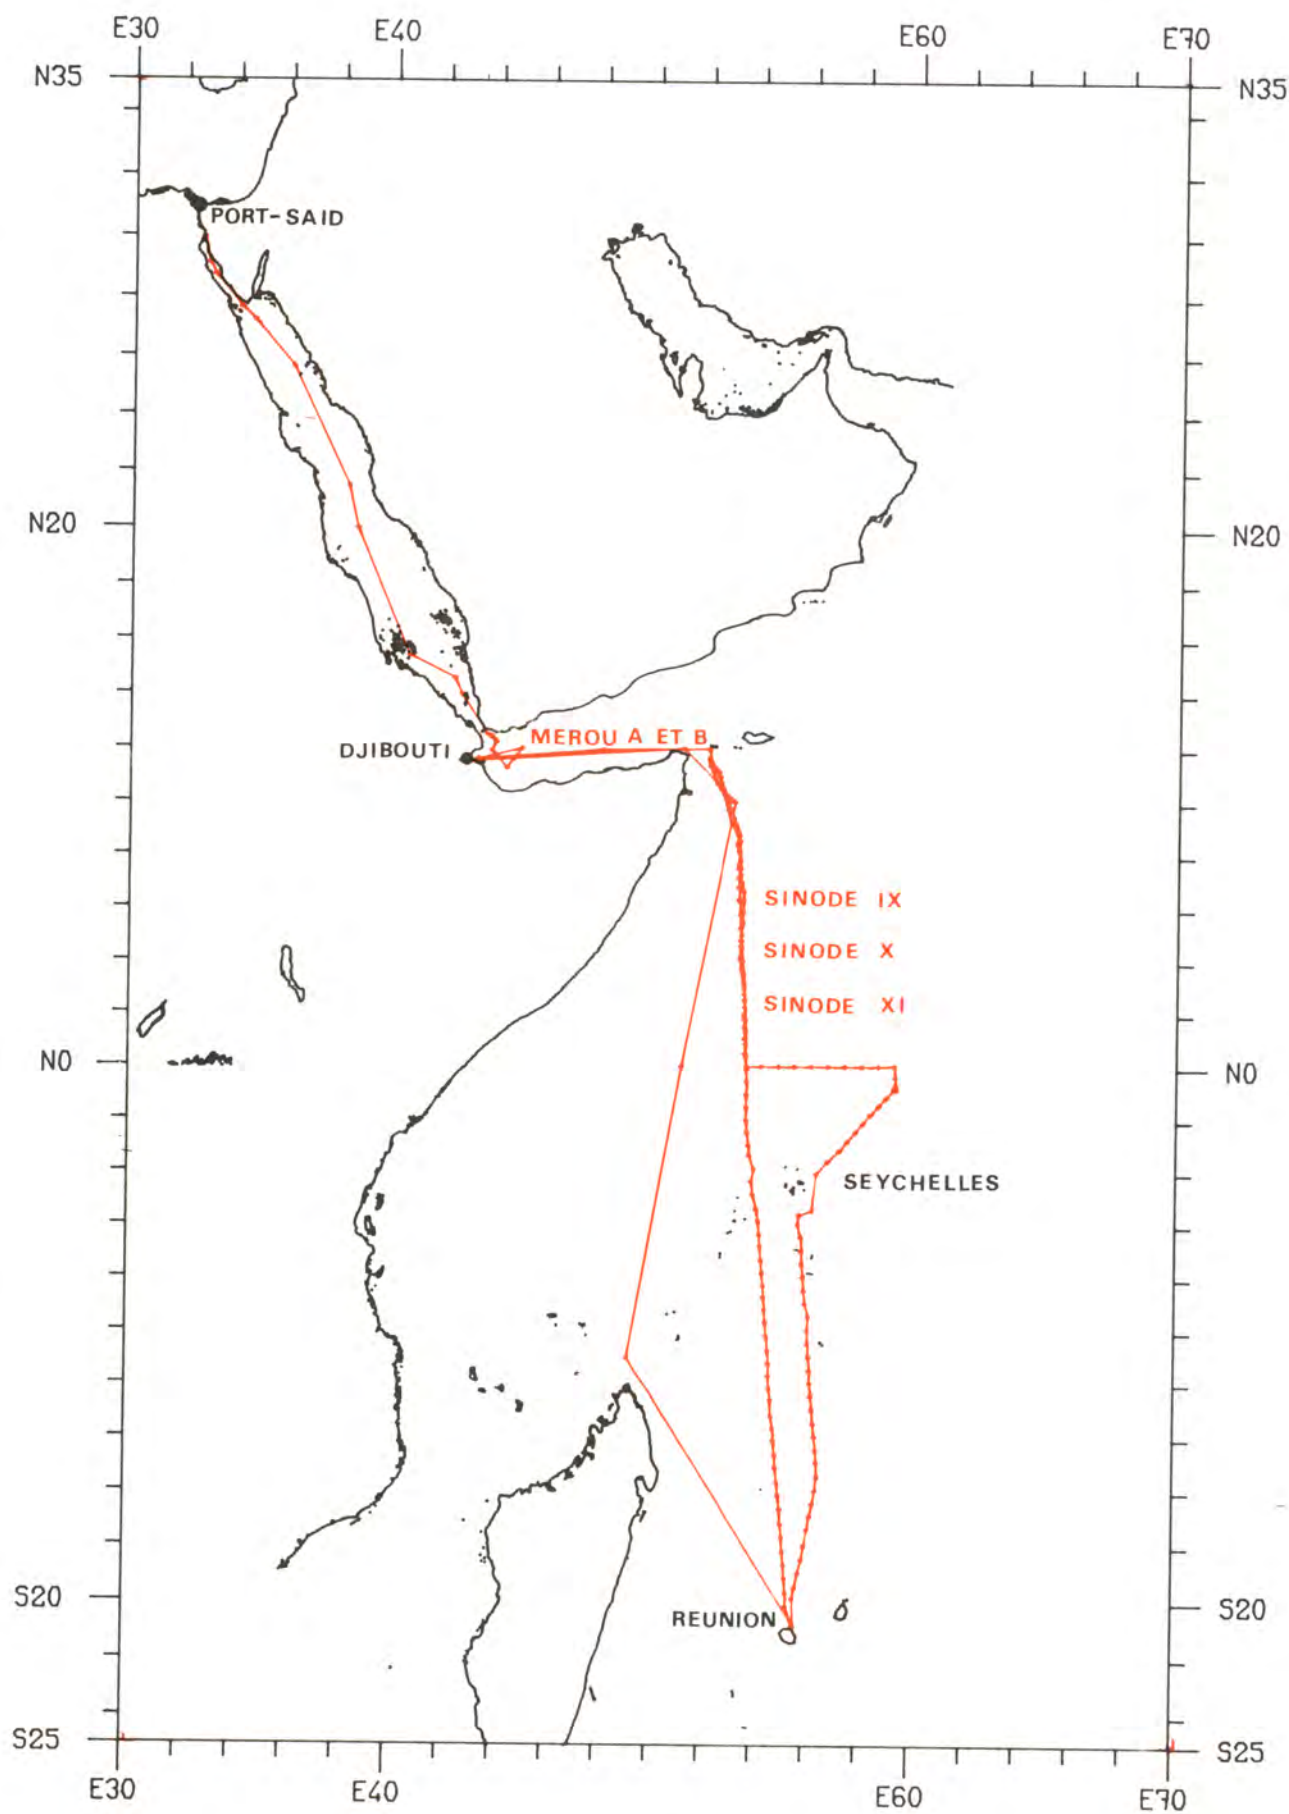 E30 E40 E60 E70
N35 N35
PORT-SAID
N20 N20
DJIBOUTI
MEROU A ET B
SINODE IX
SINODE X
SINODE XI
N0 N0
SEYCHELLES
S20 S20
REUNION
S25 S25
E30 E40 E60 E70